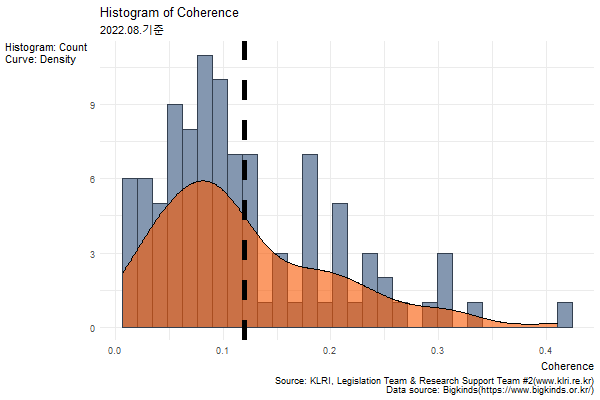 Histogram of Coherence
2022.08.기준
Histogram: Count
Curve: Density
9
6
3
0
0.0
0.1
0.2
0.3
0.4
Coherence
Source: KLRI, Legislation Team & Research Support Team #2(www.klri.re.kr)
Data source: Bigkinds(https://www.bigkinds.or.kr/)